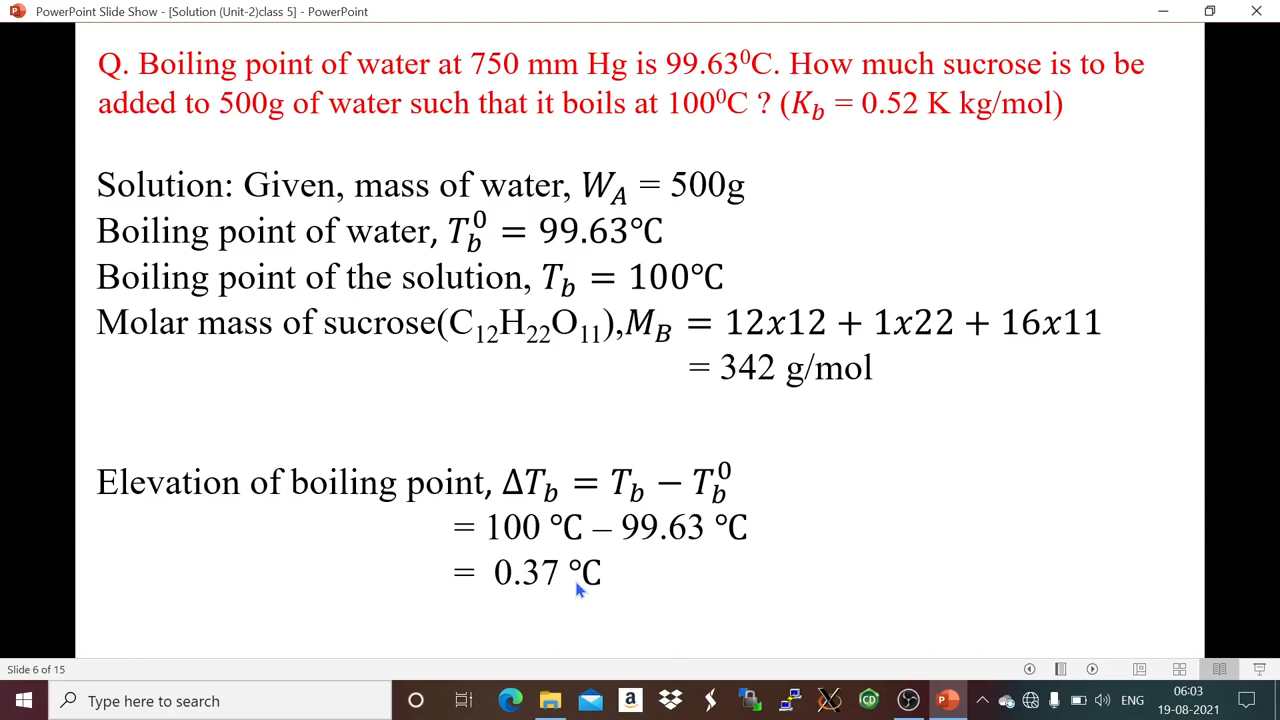 PowerPoint Slide Show - [Solution (Unit-2)class 5] - PowerPoint
Q. Boiling point of water at 750 mm Hg is 99.63⁰C. How much sucrose is to be
added to 500g of water such that it boils at 100⁰C ? (K_b = 0.52 K kg/mol)
Solution: Given, mass of water, W_A = 500g
Boiling point of water, T_b^0 = 99.63℃
Boiling point of the solution, T_b = 100℃
Molar mass of sucrose(C₁₂H₂₂O₁₁),M_B = 12x12 + 1x22 + 16x11
= 342 g/mol
Elevation of boiling point, ΔT_b = T_b − T_b^0
= 100 ℃ – 99.63 ℃
= 0.37 ℃
Slide 6 of 15
Type here to search
a
CD
ENG
06:03
19-08-2021